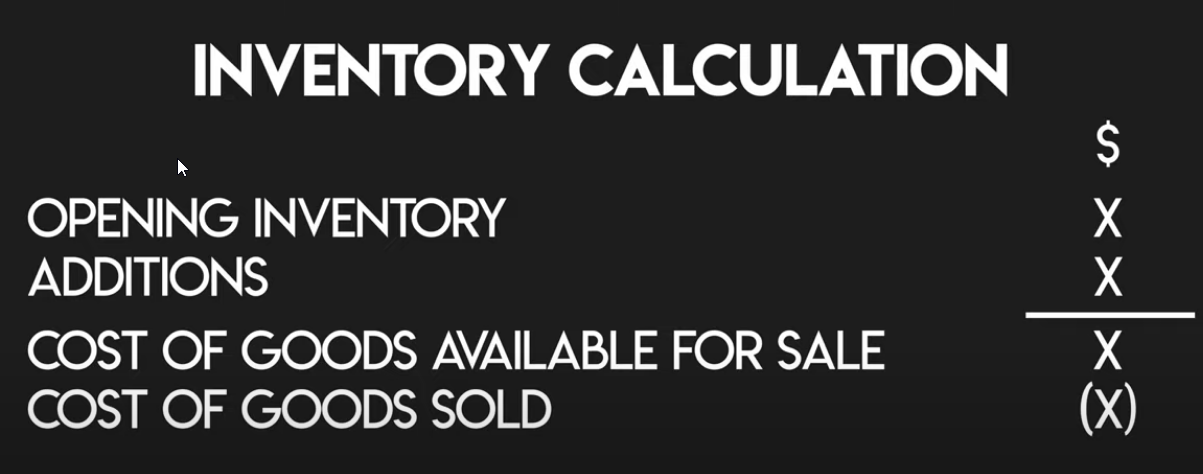 INVENTORY CALCULATION
$
OPENING INVENTORY X
ADDITIONS X
COST OF GOODS AVAILABLE FOR SALE X
COST OF GOODS SOLD (X)